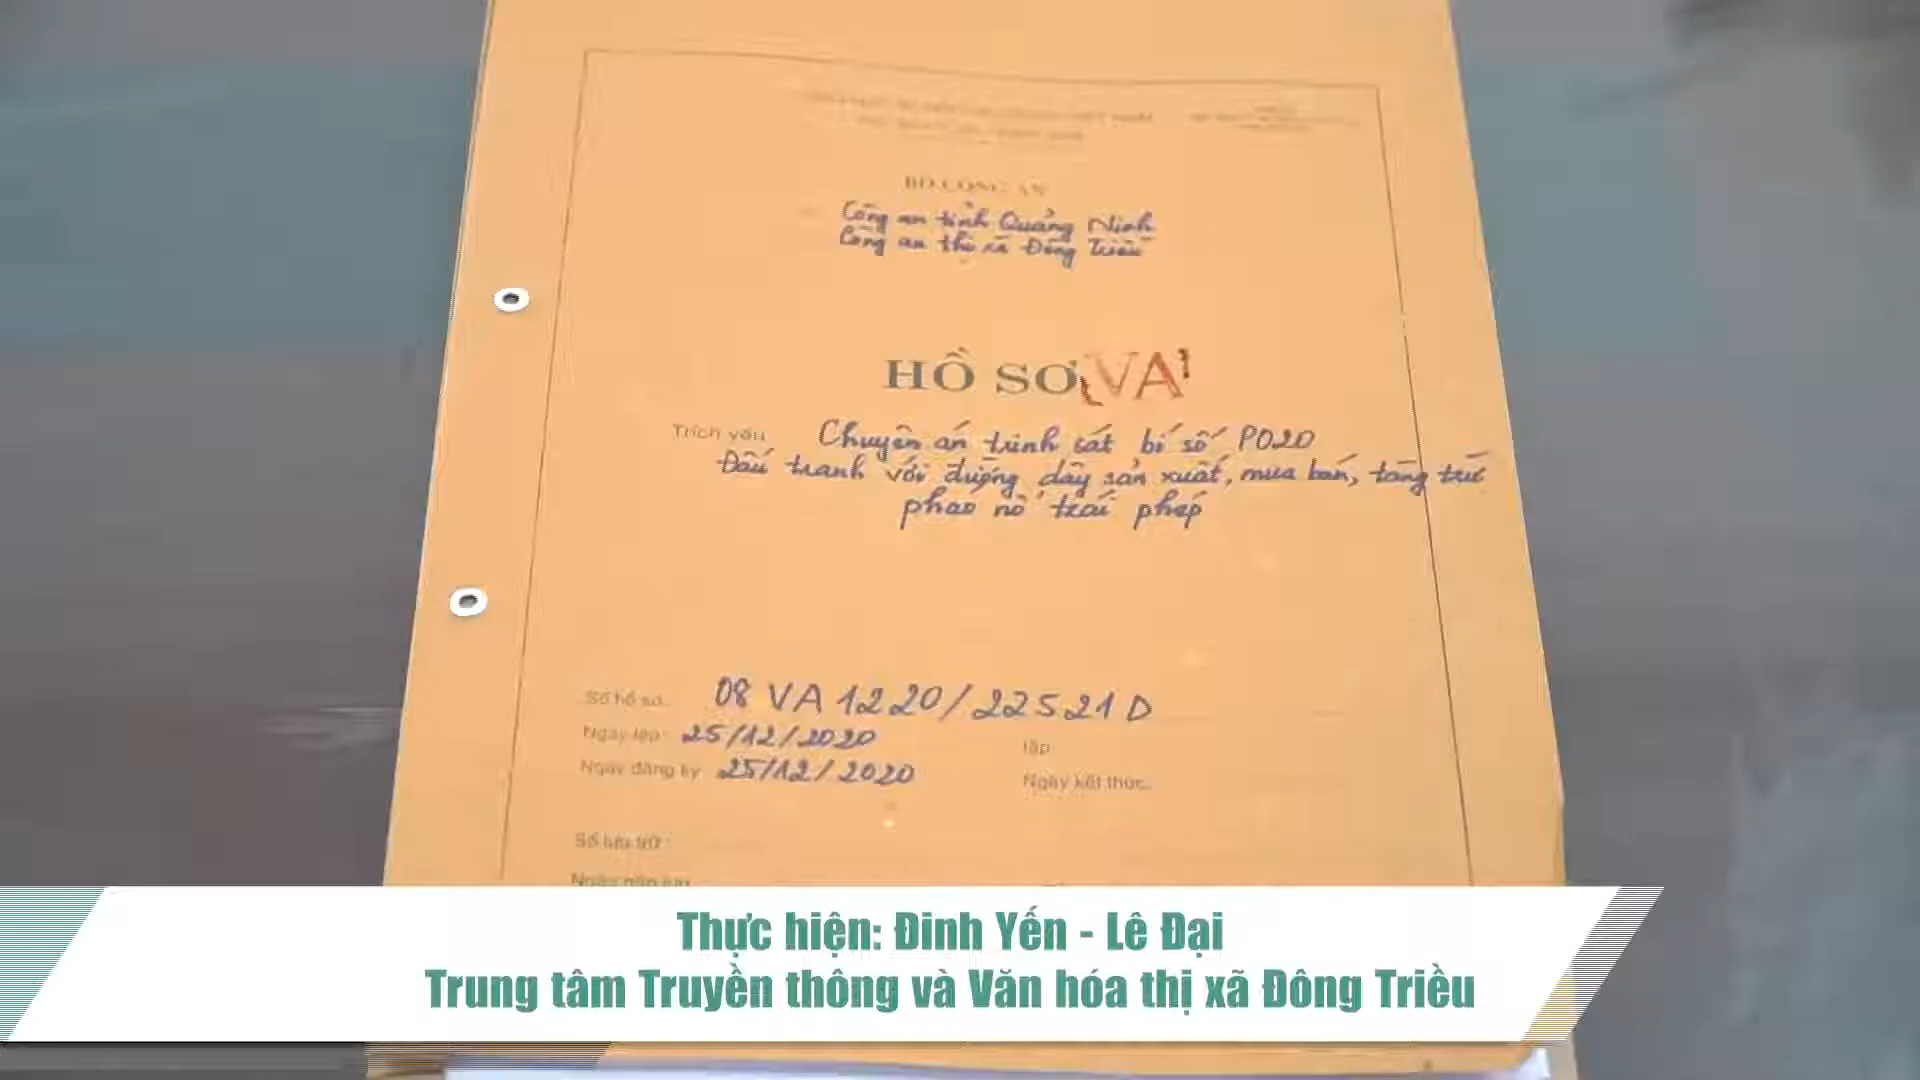 BỘ CÔNG AN
Công an tỉnh Quảng Ninh
Công an thị xã Đông Triều
HỒ SƠ VA
Trích yếu Chuyên án trinh sát bí số P020
Đấu tranh với đường dây sản xuất, mua bán, tàng trữ
pháo nổ trái phép
Số hồ sơ: 08 VA 1220/22521 D
Ngày lập: 25/12/2020
lập
Ngày đăng ký 25/12/2020
Ngày kết thúc
Số lưu trữ:
Ngày nộp lưu
Thực hiện: Đinh Yến - Lê Đại
Trung tâm Truyền thông và Văn hóa thị xã Đông Triều